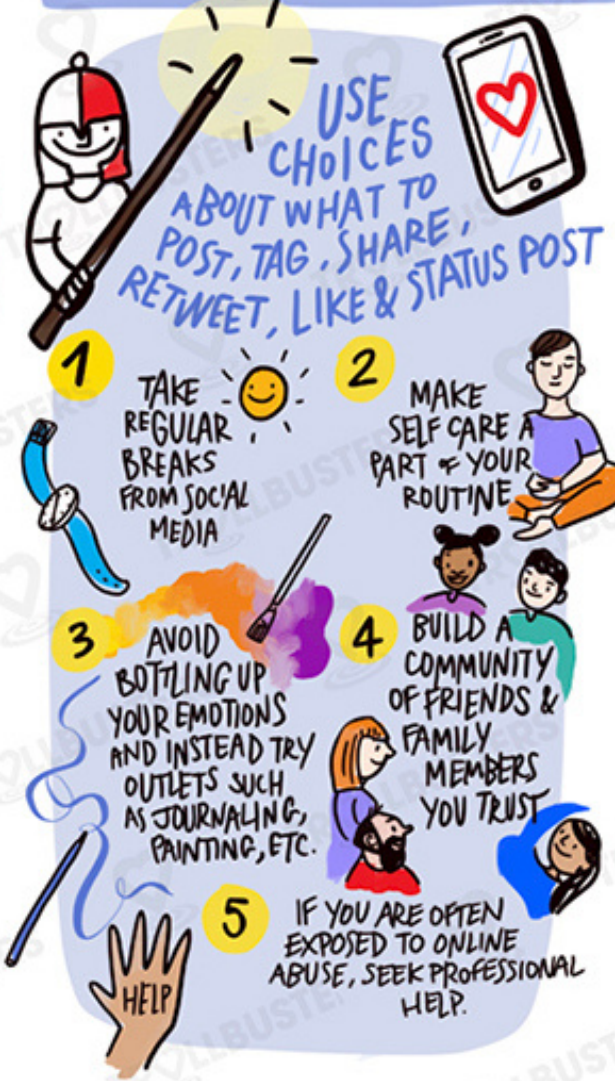 USE
CHOICES
ABOUT WHAT TO
POST, TAG, SHARE,
RETWEET, LIKE & STATUS POST
1
TAKE
REGULAR
BREAKS
FROM SOCIAL
MEDIA
2
MAKE
SELF CARE A
PART OF YOUR
ROUTINE
3
AVOID
BOTTLING UP
YOUR EMOTIONS
AND INSTEAD TRY
OUTLETS SUCH
AS JOURNALING,
PAINTING, ETC.
4
BUILD A
COMMUNITY
OF FRIENDS &
FAMILY
MEMBERS
YOU TRUST
5
IF YOU ARE OFTEN
EXPOSED TO ONLINE
ABUSE, SEEK PROFESSIONAL
HELP.
HELP
TROLLBUSTERS